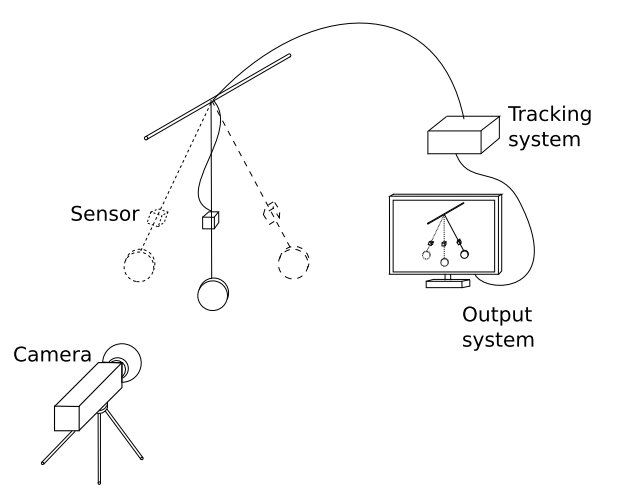 Tracking
system
Sensor
Output
system
Camera